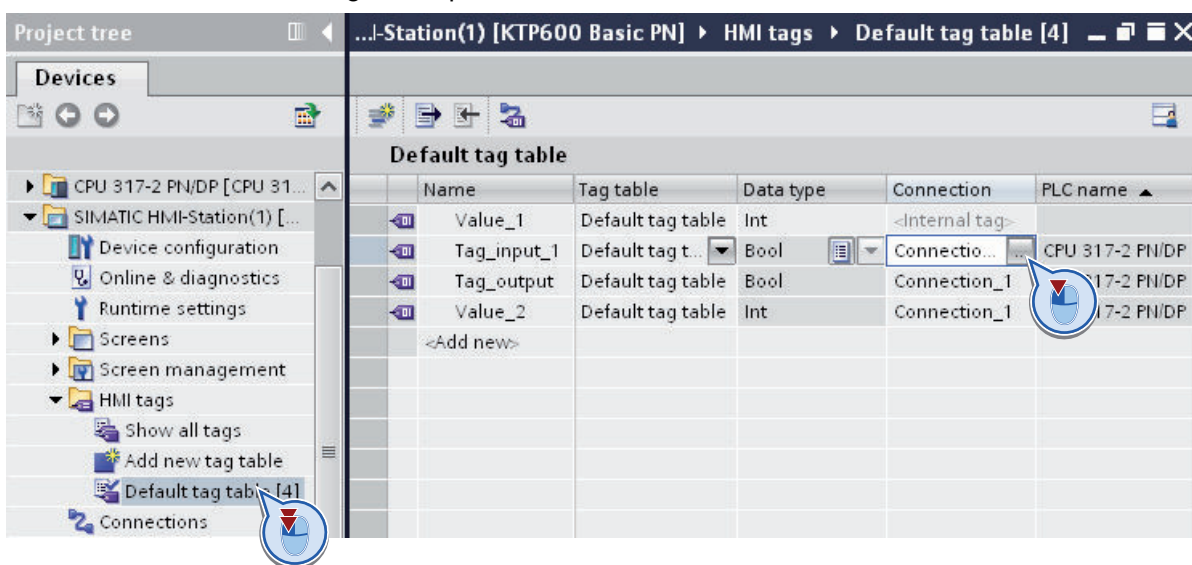 Project tree
...l-Station(1) [KTP600 Basic PN] ▸ HMI tags ▸ Default tag table [4]
Devices
Default tag table
Name Tag table Data type Connection PLC name
CPU 317-2 PN/DP [CPU 31...
SIMATIC HMI-Station(1) [...
Device configuration
Online & diagnostics
Runtime settings
Screens
Screen management
HMI tags
Show all tags
Add new tag table
Default tag table [4]
Connections
Value_1 Default tag table Int <Internal tag>
Tag_input_1 Default tag t... Bool Connectio... ... CPU 317-2 PN/DP
Tag_output Default tag table Bool Connection_1 17-2 PN/DP
Value_2 Default tag table Int Connection_1 17-2 PN/DP
<Add new>